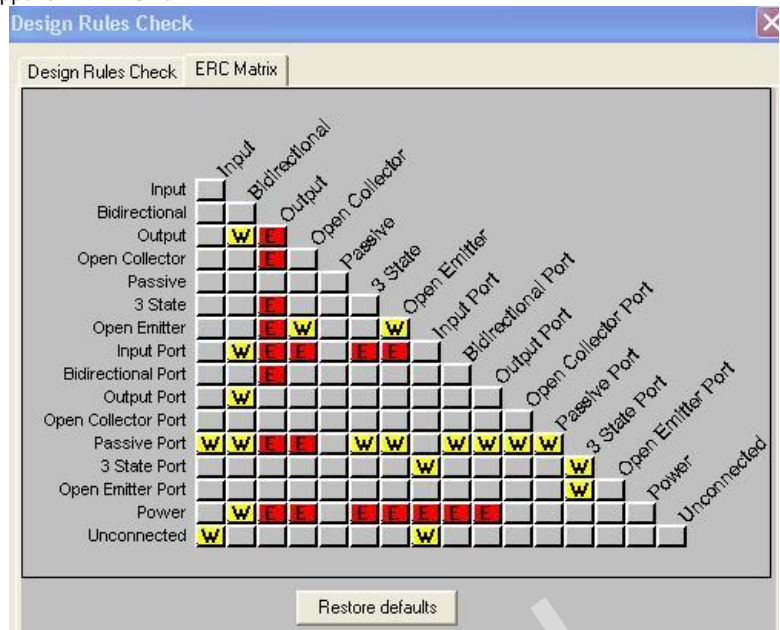 Design Rules Check
Design Rules Check ERC Matrix
Input
Bidirectional
Output
Open Collector
Passive
3 State
Open Emitter
Input Port
Bidirectional Port
Output Port
Open Collector Port
Passive Port
3 State Port
Open Emitter Port
Power
Unconnected
Input
Bidirectional
Output W E
Open Collector E
Passive
3 State E
Open Emitter E W W
Input Port W E E E E
Bidirectional Port E
Output Port W
Open Collector Port
Passive Port W W E E W W W W W W
3 State Port W W
Open Emitter Port W
Power W E E E E E E E
Unconnected W W
Restore defaults